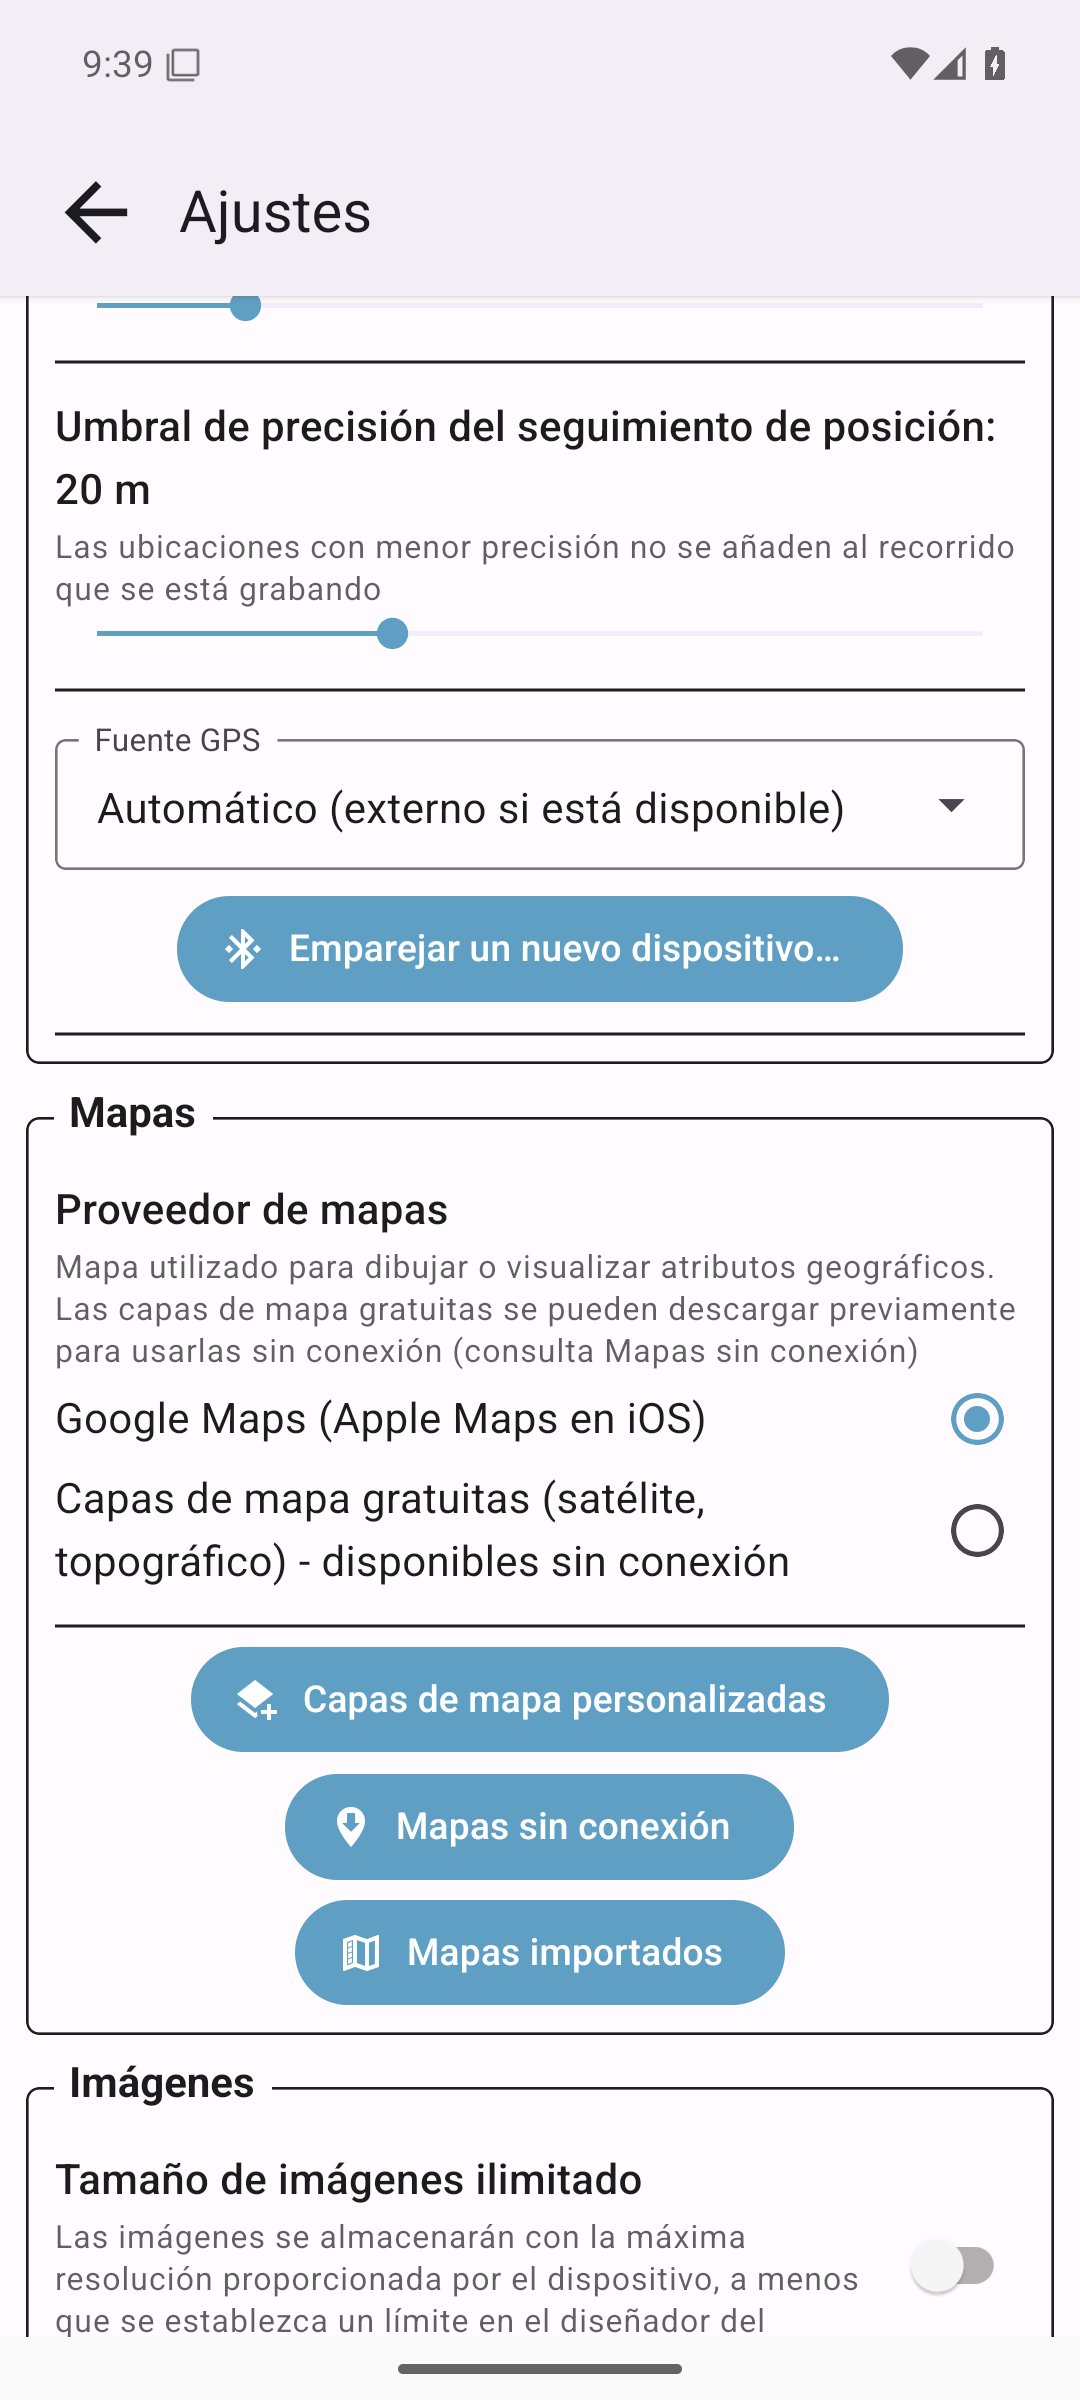 9:39
Ajustes
Umbral de precisión del seguimiento de posición:
20 m
Las ubicaciones con menor precisión no se añaden al recorrido
que se está grabando
Fuente GPS
Automático (externo si está disponible)
Emparejar un nuevo dispositivo...
Mapas
Proveedor de mapas
Mapa utilizado para dibujar o visualizar atributos geográficos.
Las capas de mapa gratuitas se pueden descargar previamente
para usarlas sin conexión (consulta Mapas sin conexión)
Google Maps (Apple Maps en iOS)
Capas de mapa gratuitas (satélite,
topográfico) - disponibles sin conexión
Capas de mapa personalizadas
Mapas sin conexión
Mapas importados
Imágenes
Tamaño de imágenes ilimitado
Las imágenes se almacenarán con la máxima
resolución proporcionada por el dispositivo, a menos
que se establezca un límite en el diseñador del